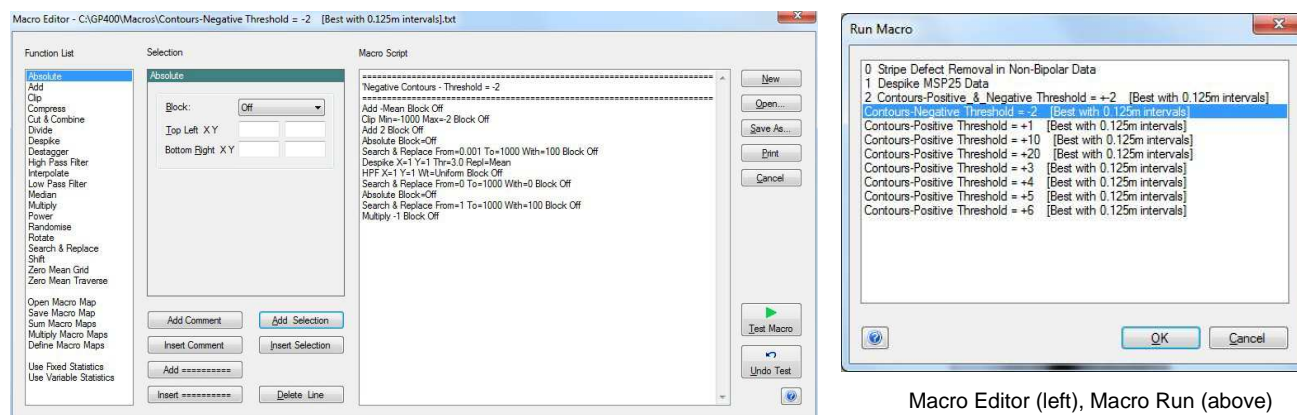 Macro Editor - C:\GP400\Macros\Contours-Negative Threshold = -2 [Best with 0.125m intervals].txt
Function List
Absolute
Add
Clip
Compress
Cut & Combine
Divide
Despike
Destagger
High Pass Filter
Interpolate
Low Pass Filter
Median
Multiply
Power
Randomise
Rotate
Search & Replace
Shift
Zero Mean Grid
Zero Mean Traverse
Open Macro Map
Save Macro Map
Sum Macro Maps
Multiply Macro Maps
Define Macro Maps
Use Fixed Statistics
Use Variable Statistics
Selection
Absolute
Block: Off
Top Left X Y
Bottom Right X Y
Add Comment Add Selection
Insert Comment Insert Selection
Add ==========
Insert ========== Delete Line
Macro Script
'Negative Contours - Threshold = -2
Add -Mean Block Off
Clip Min=-1000 Max=-2 Block Off
Add 2 Block Off
Absolute Block=Off
Search & Replace From=0.001 To=1000 With=100 Block Off
Despike X=1 Y=1 Thr=3.0 Repl=Mean
HPF X=1 Y=1 Wt=Uniform Block Off
Search & Replace From=0 To=1000 With=0 Block Off
Absolute Block=Off
Search & Replace From=1 To=1000 With=100 Block Off
Multiply -1 Block Off
New
Open...
Save As...
Print
Cancel
Test Macro
Undo Test
Run Macro
0 Stripe Defect Removal in Non-Bipolar Data
1 Despike MSP25 Data
2 Contours-Positive_&_Negative Threshold = +-2 [Best with 0.125m intervals]
Contours-Negative Threshold = -2 [Best with 0.125m intervals]
Contours-Positive Threshold = +1 [Best with 0.125m intervals]
Contours-Positive Threshold = +10 [Best with 0.125m intervals]
Contours-Positive Threshold = +20 [Best with 0.125m intervals]
Contours-Positive Threshold = +3 [Best with 0.125m intervals]
Contours-Positive Threshold = +4 [Best with 0.125m intervals]
Contours-Positive Threshold = +5 [Best with 0.125m intervals]
Contours-Positive Threshold = +6 [Best with 0.125m intervals]
OK Cancel
Macro Editor (left), Macro Run (above)